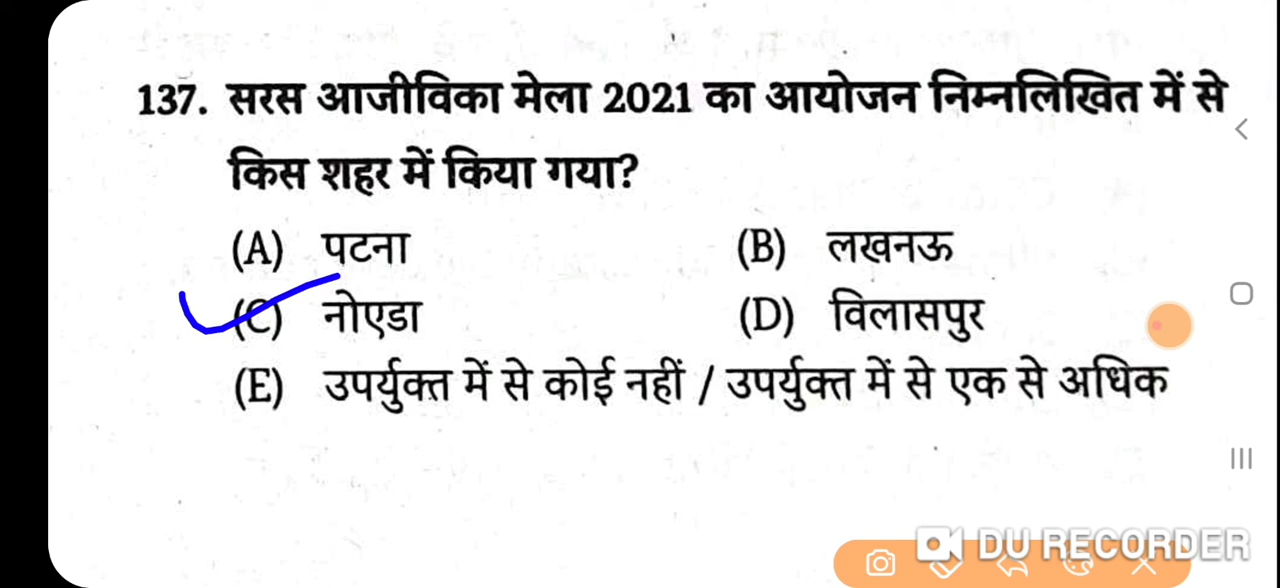 137. सरस आजीविका मेला 2021 का आयोजन निम्नलिखित में से
किस शहर में किया गया?
(A) पटना (B) लखनऊ
(C) नोएडा (D) विलासपुर
(E) उपर्युक्त में से कोई नहीं / उपर्युक्त में से एक से अधिक
DU RECORDER